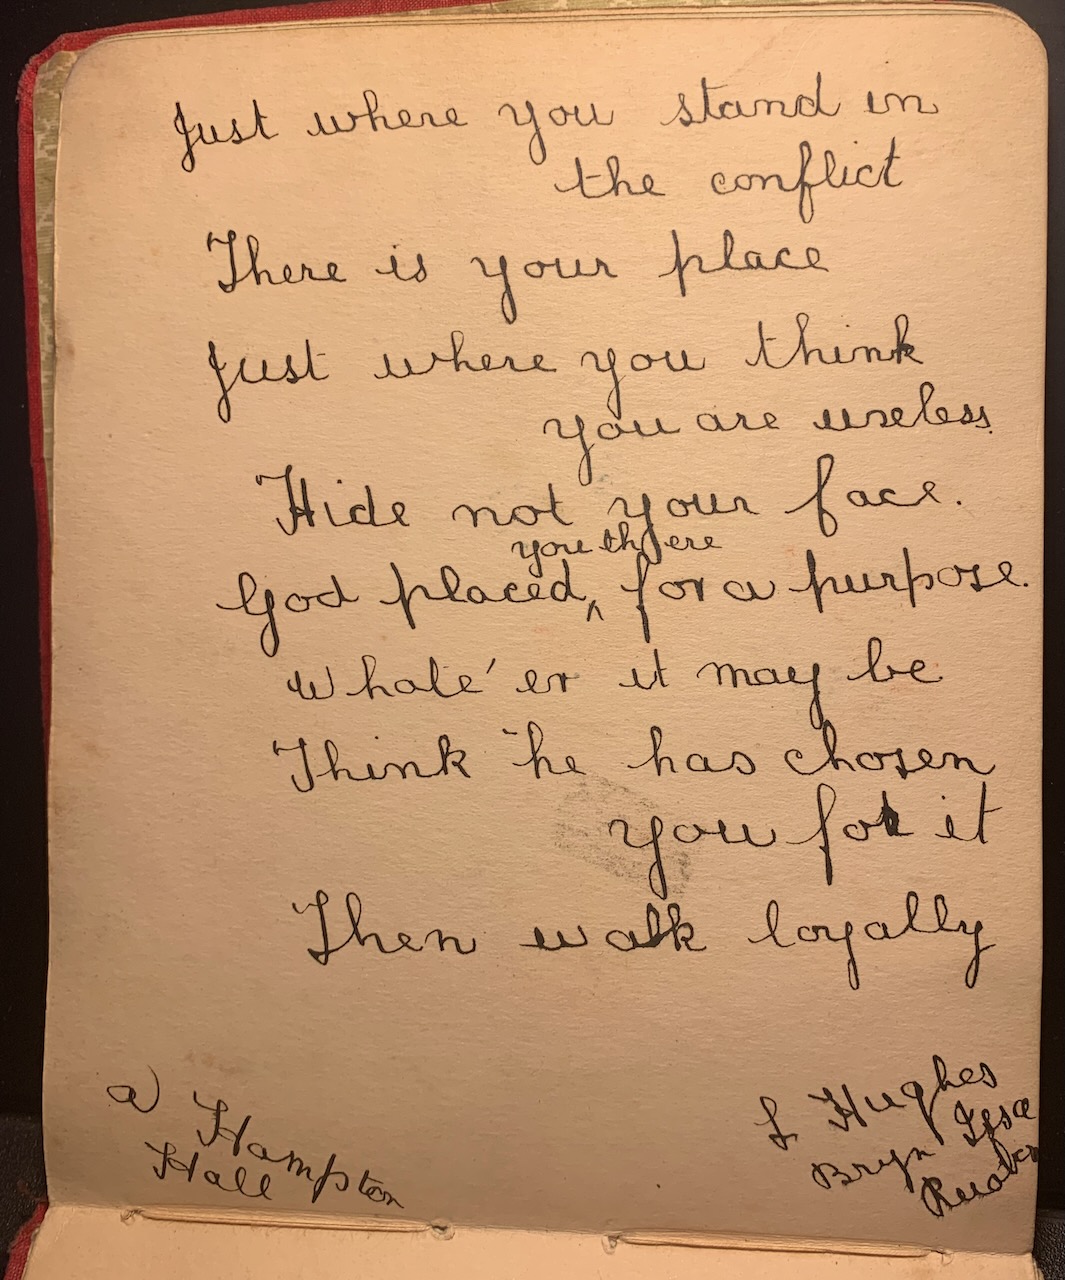 Just where you stand in
the conflict
There is your place
Just where you think
you are useless
Hide not your face.
you there
God placed, ^ for a purpose.
Whate'er it may be
Think he has chosen
you for it
Then walk loyally
a) Hampton
Hall
L Hughes
Bryn Ifsa
Ruabon